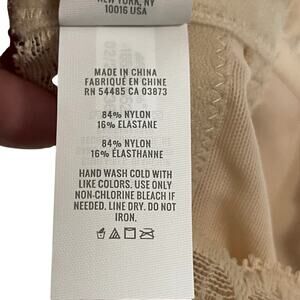 NEW YORK, NY
10016 USA
MADE IN CHINA
FABRIQUÉ EN CHINE
RN 54485 CA 03873
84% NYLON
16% ELASTANE
84% NYLON
16% ÉLASTHANNE
HAND WASH COLD WITH
LIKE COLORS. USE ONLY
NON-CHLORINE BLEACH IF
NEEDED. LINE DRY. DO NOT
IRON.